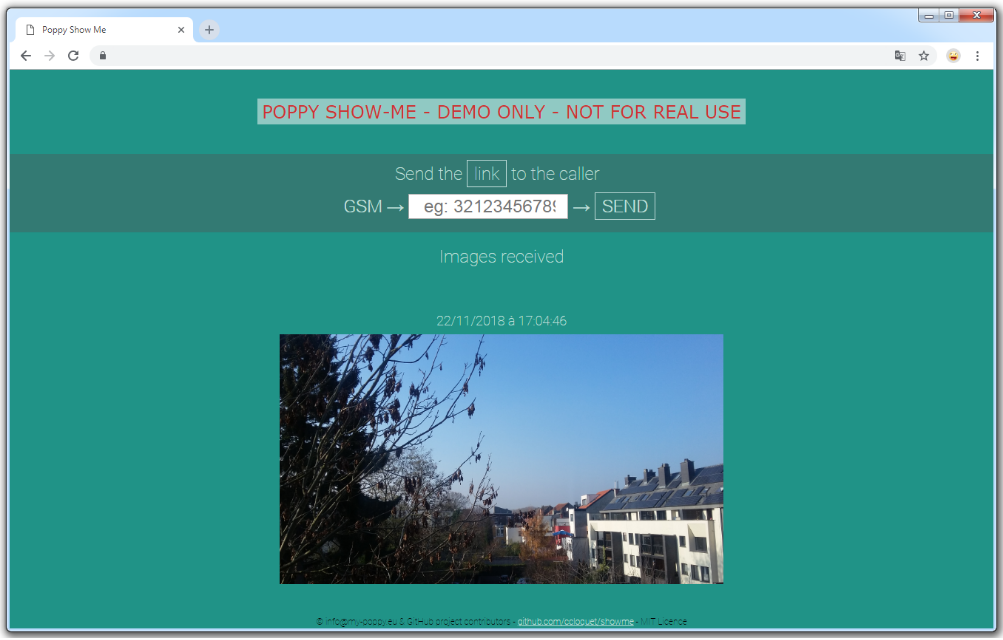 Poppy Show Me
POPPY SHOW-ME - DEMO ONLY - NOT FOR REAL USE
Send the link to the caller
GSM → eg: 32123456789 → SEND
Images received
22/11/2018 à 17:04:46
© info@my-poppy.eu & GitHub project contributors - github.com/ccloquet/showme - MIT Licence